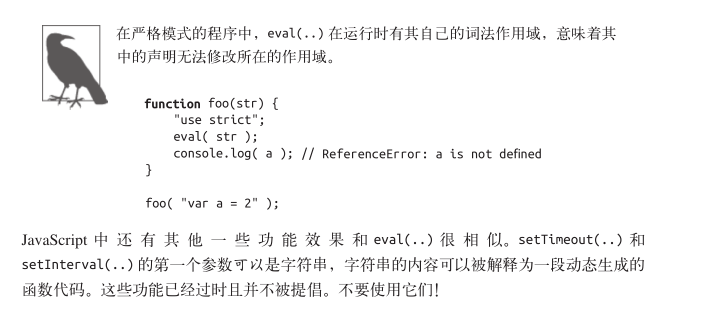 在严格模式的程序中，eval(..) 在运行时有其自己的词法作用域，意味着其
中的声明无法修改所在的作用域。
function foo(str) {
    "use strict";
    eval( str );
    console.log( a ); // ReferenceError: a is not defined
}
foo( "var a = 2" );
JavaScript 中还有其他一些功能效果和 eval(..) 很相似。setTimeout(..) 和
setInterval(..) 的第一个参数可以是字符串，字符串的内容可以被解释为一段动态生成的
函数代码。这些功能已经过时且并不被提倡。不要使用它们！